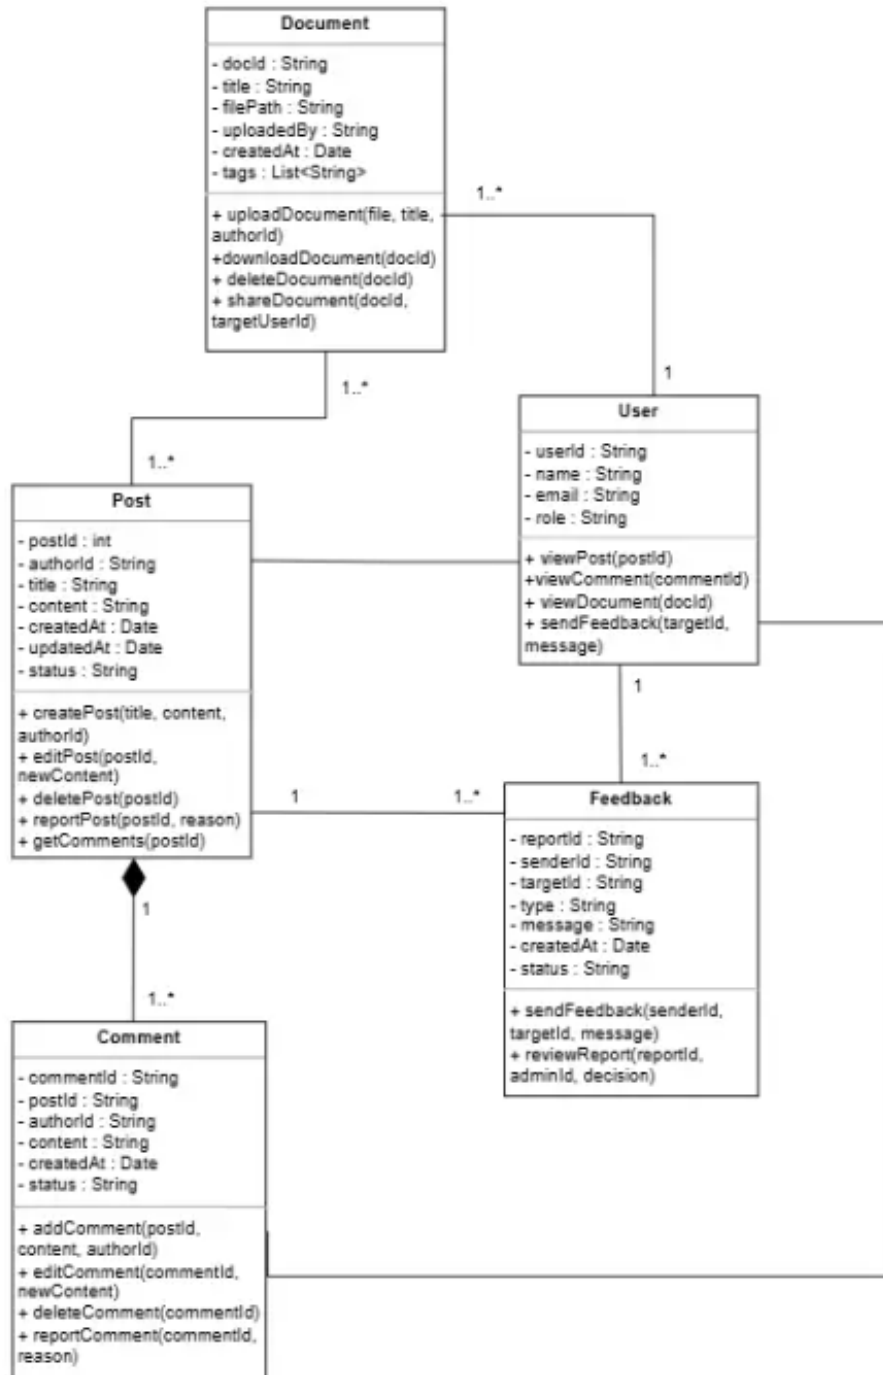 Document
- docId : String
- title : String
- filePath : String
- uploadedBy : String
- createdAt : Date
- tags : List<String>
+ uploadDocument(file, title,
authorId)
+downloadDocument(docId)
+ deleteDocument(docId)
+ shareDocument(docId,
targetUserId)
1..*
1
1..*
1..*
User
- userId : String
- name : String
- email : String
- role : String
+ viewPost(postId)
+viewComment(commentId)
+ viewDocument(docId)
+ sendFeedback(targetId,
message)
Post
- postId : int
- authorId : String
- title : String
- content : String
- createdAt : Date
- updatedAt : Date
- status : String
+ createPost(title, content,
authorId)
+ editPost(postId,
newContent)
+ deletePost(postId)
+ reportPost(postId, reason)
+ getComments(postId)
1
1..*
1
1..*
Feedback
- reportId : String
- senderId : String
- targetId : String
- type : String
- message : String
- createdAt : Date
- status : String
+ sendFeedback(senderId,
targetId, message)
+ reviewReport(reportId,
adminId, decision)
1
1..*
Comment
- commentId : String
- postId : String
- authorId : String
- content : String
- createdAt : Date
- status : String
+ addComment(postId,
content, authorId)
+ editComment(commentId,
newContent)
+ deleteComment(commentId)
+ reportComment(commentId,
reason)